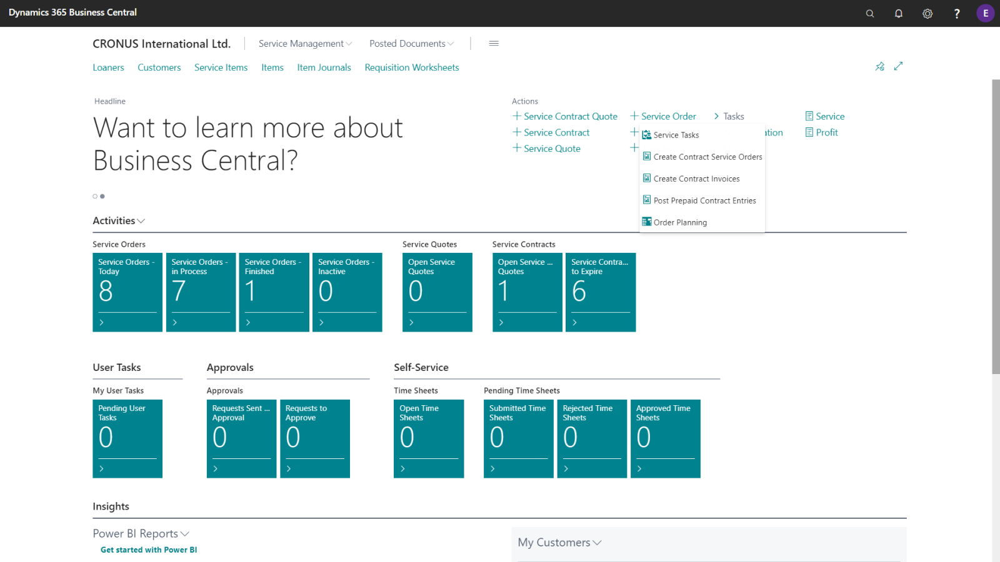 Dynamics 365 Business Central
?
E
CRONUS International Ltd.
Service Management
Posted Documents
Loaners
Customers
Service Items
Items
Item Journals
Requisition Worksheets
Headline
Want to learn more about
Business Central?
Actions
Service Contract Quote
Service Contract
Service Quote
Service Order
Tasks
Service
Profit
Service Tasks
Create Contract Service Orders
Create Contract Invoices
Post Prepaid Contract Entries
Order Planning
Activities
Service Orders
Service Orders -
Today
8
Service Orders -
in Process
7
Service Orders -
Finished
1
Service Orders -
Inactive
0
Service Quotes
Open Service
Quotes
0
Service Contracts
Open Service ...
Quotes
1
Service Contra...
to Expire
6
User Tasks
My User Tasks
Pending User
Tasks
0
Approvals
Approvals
Requests Sent ...
Approval
0
Requests to
Approve
0
Self-Service
Time Sheets
Open Time
Sheets
0
Pending Time Sheets
Submitted Time
Sheets
0
Rejected Time
Sheets
0
Approved Time
Sheets
0
Insights
Power BI Reports
Get started with Power BI
My Customers